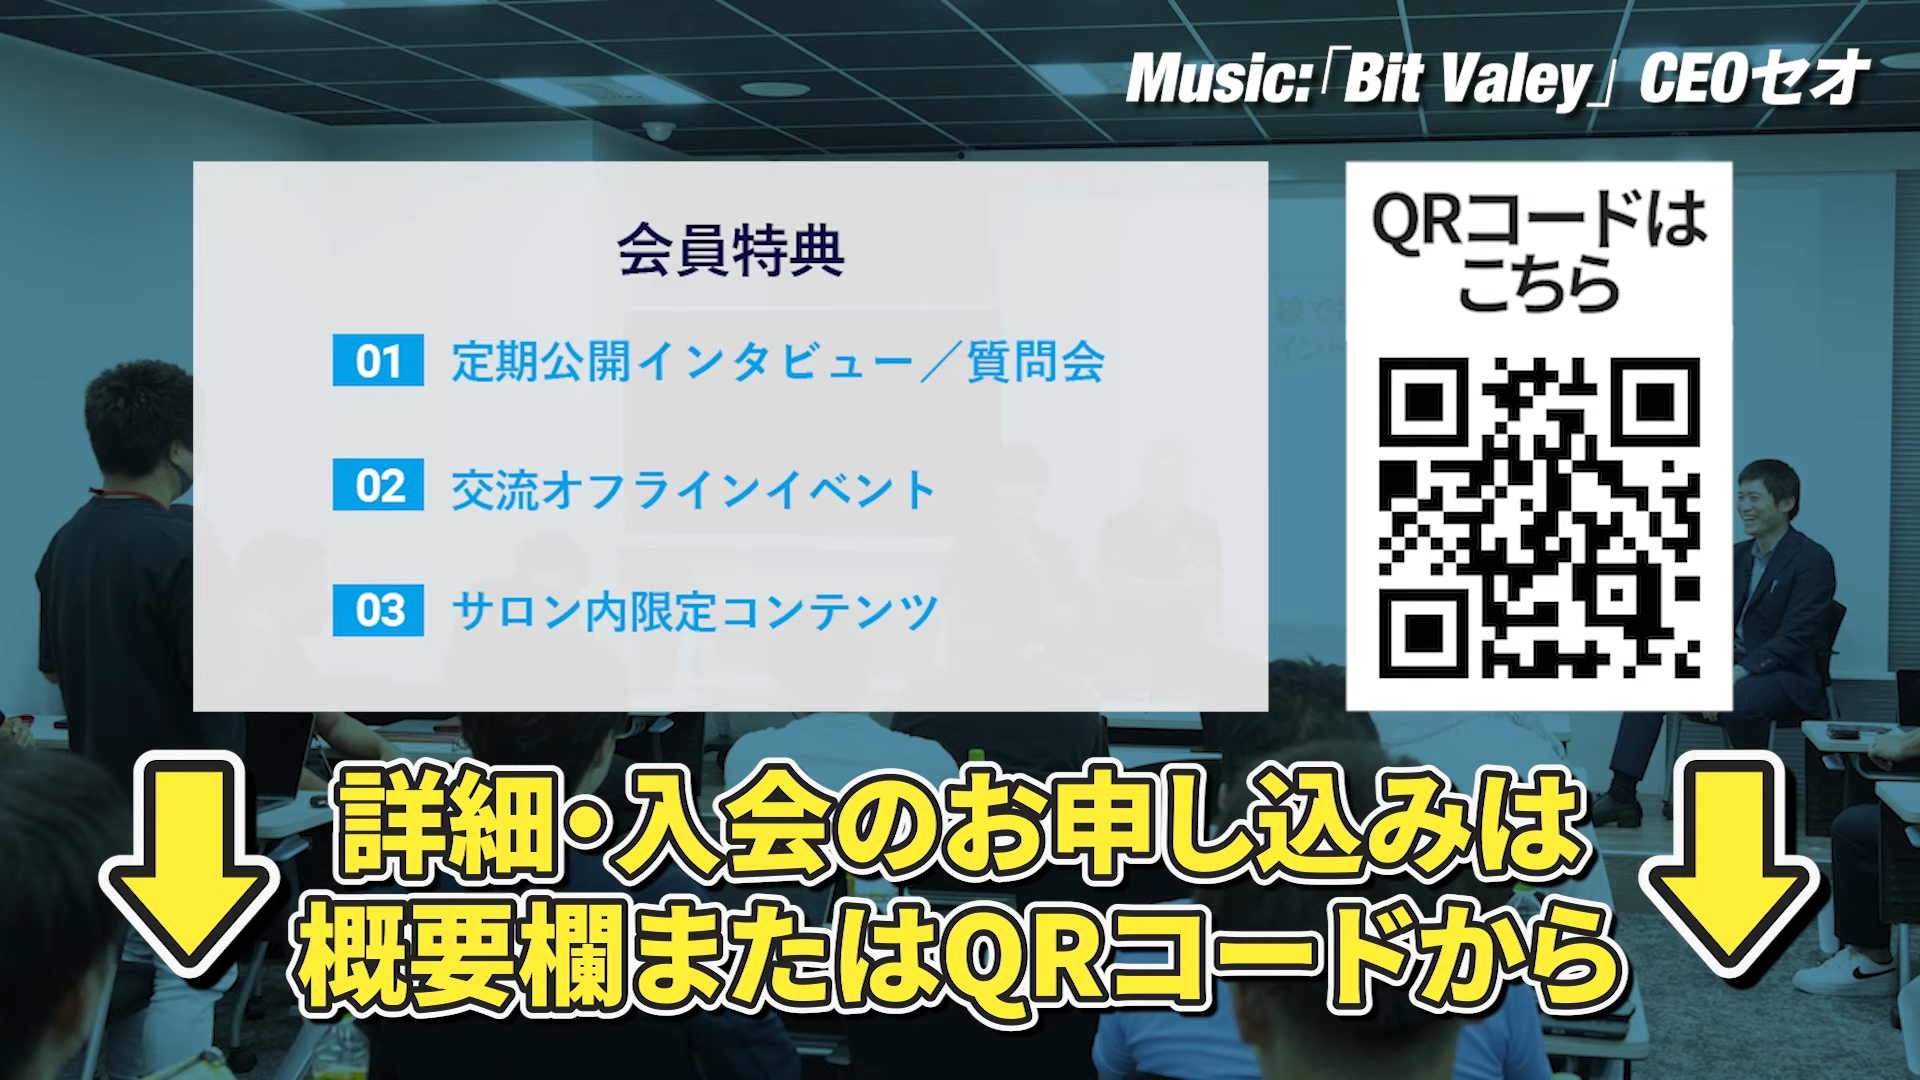 Music:「Bit Valey」CEOセオ
会員特典
01 定期公開インタビュー／質問会
02 交流オフラインイベント
03 サロン内限定コンテンツ
QRコードは
こちら
詳細・入会のお申し込みは
概要欄またはQRコードから